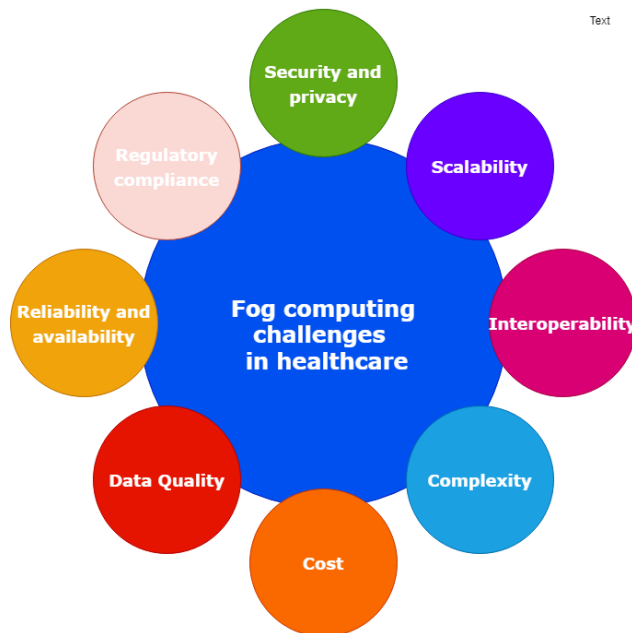 Text
Security and
privacy
Regulatory
compliance
Scalability
Reliability and
availability
Fog computing
challenges
in healthcare
Interoperability
Data Quality
Complexity
Cost